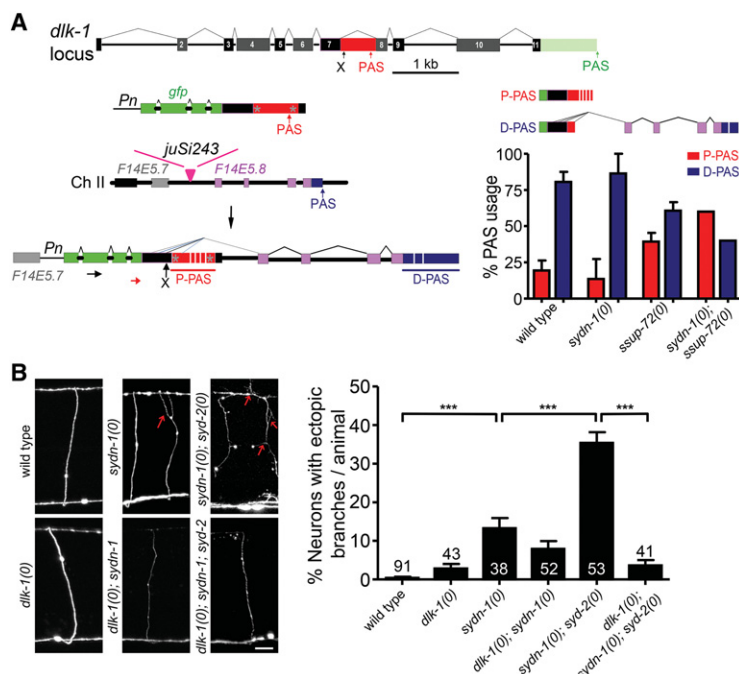 A
dlk-1
locus
2
3
4
5
6
7
8
9
10
11
X
PAS
1 kb
PAS
Pn
gfp
PAS
juSi243
F14E5.7
F14E5.8
Ch II
PAS
Pn
F14E5.7
X
P-PAS
D-PAS
P-PAS
D-PAS
P-PAS
D-PAS
% PAS usage
100
75
50
25
0
wild type
sydn-1(0)
ssup-72(0)
sydn-1(0);
ssup-72(0)
B
wild type
sydn-1(0)
sydn-1(0); syd-2(0)
dlk-1(0)
dlk-1(0); sydn-1
dlk-1(0); sydn-1; syd-2
% Neurons with ectopic
branches / animal
50
40
30
20
10
0
***
***
***
91
43
38
52
53
41
wild type
dlk-1(0)
sydn-1(0)
dlk-1(0); sydn-1(0)
sydn-1(0); syd-2(0)
dlk-1(0);
sydn-1(0); syd-2(0)